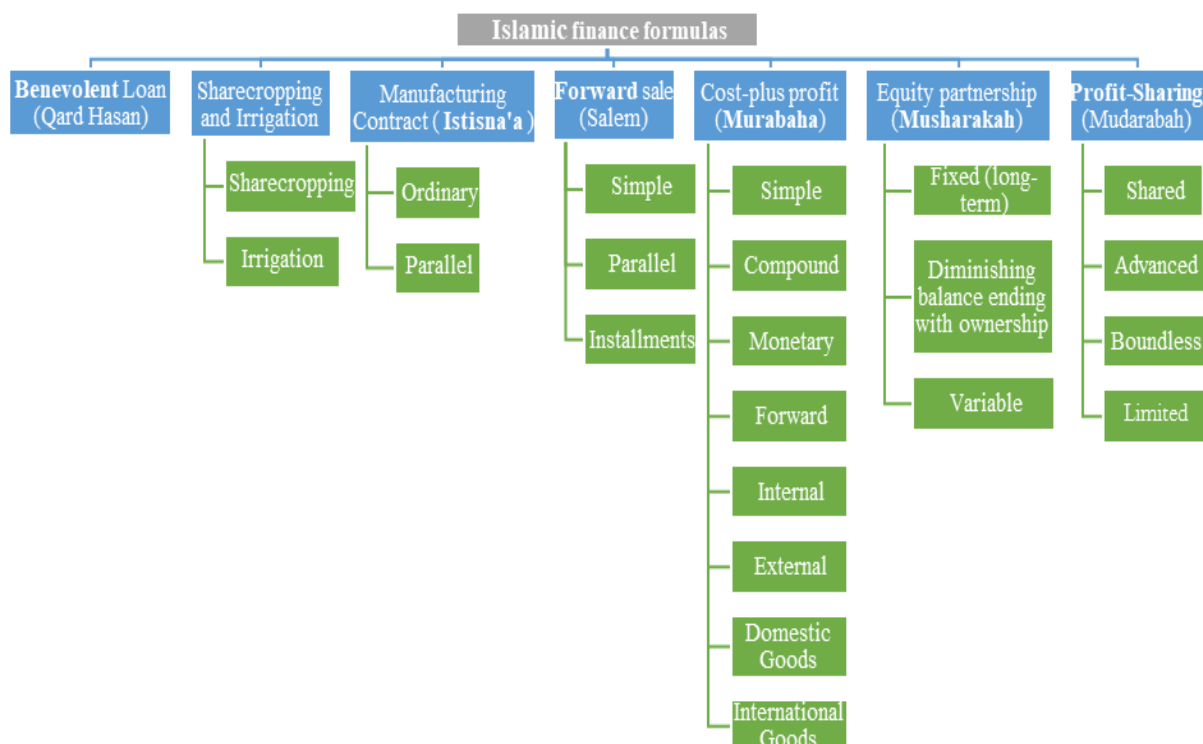 Islamic finance formulas
Benevolent Loan
(Qard Hasan)
Sharecropping
and Irrigation
Sharecropping
Irrigation
Manufacturing
Contract ( Istisna'a )
Ordinary
Parallel
Forward sale
(Salem)
Simple
Parallel
Installments
Cost-plus profit
(Murabaha)
Simple
Compound
Monetary
Forward
Internal
External
Domestic
Goods
International
Goods
Equity partnership
(Musharakah)
Fixed (long-
term)
Diminishing
balance ending
with ownership
Variable
Profit-Sharing
(Mudarabah)
Shared
Advanced
Boundless
Limited